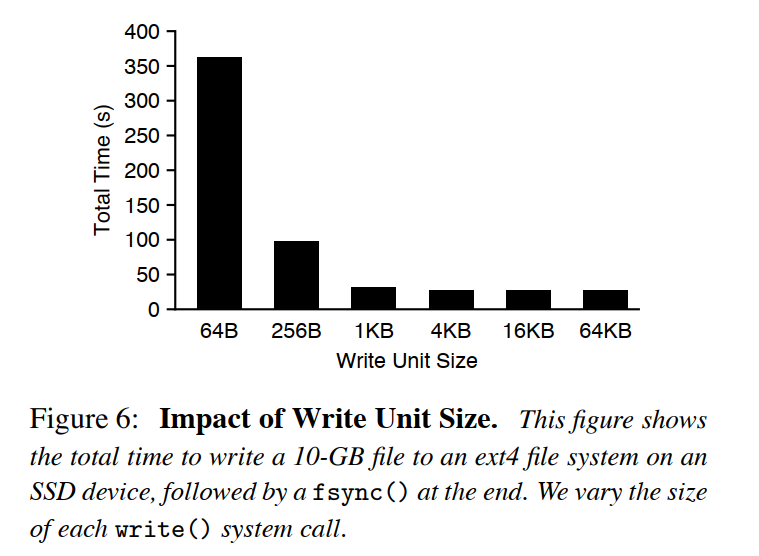 400
350
300
250
200
150
100
50
0
Total Time (s)
64B 256B 1KB 4KB 16KB 64KB
Write Unit Size
Figure 6: Impact of Write Unit Size. This figure shows
the total time to write a 10-GB file to an ext4 file system on an
SSD device, followed by a fsync() at the end. We vary the size
of each write() system call.